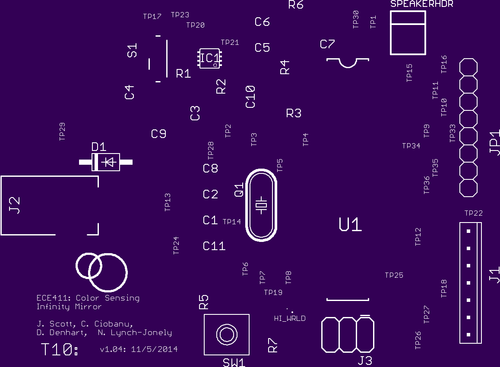 R6
SPEAKERHDR
TP17
TP23
TP20
C6
TP30
TP1
S1
TP21
C5
C7
IC1
R1
R4
TP15
TP16
R2
C4
C10
TP11
TP10
C3
R3
TP29
C9
TP2
TP3
TP4
TP9
TP33
JP1
TP28
TP34
D1
C8
TP5
TP35
TP36
J2
TP13
C2
Q1
C1
TP14
U1
TP22
TP12
TP24
C11
TP6
TP7
TP8
TP25
J1
TP18
TP19
ECE411: Color Sensing
Infinity Mirror
R5
HI_WRLD
TP27
J. Scott, C. Ciobanu,
D. Denhart, N. Lynch-Jonely
TP26
T10:
v1.04: 11/5/2014
R7
SW1
J3